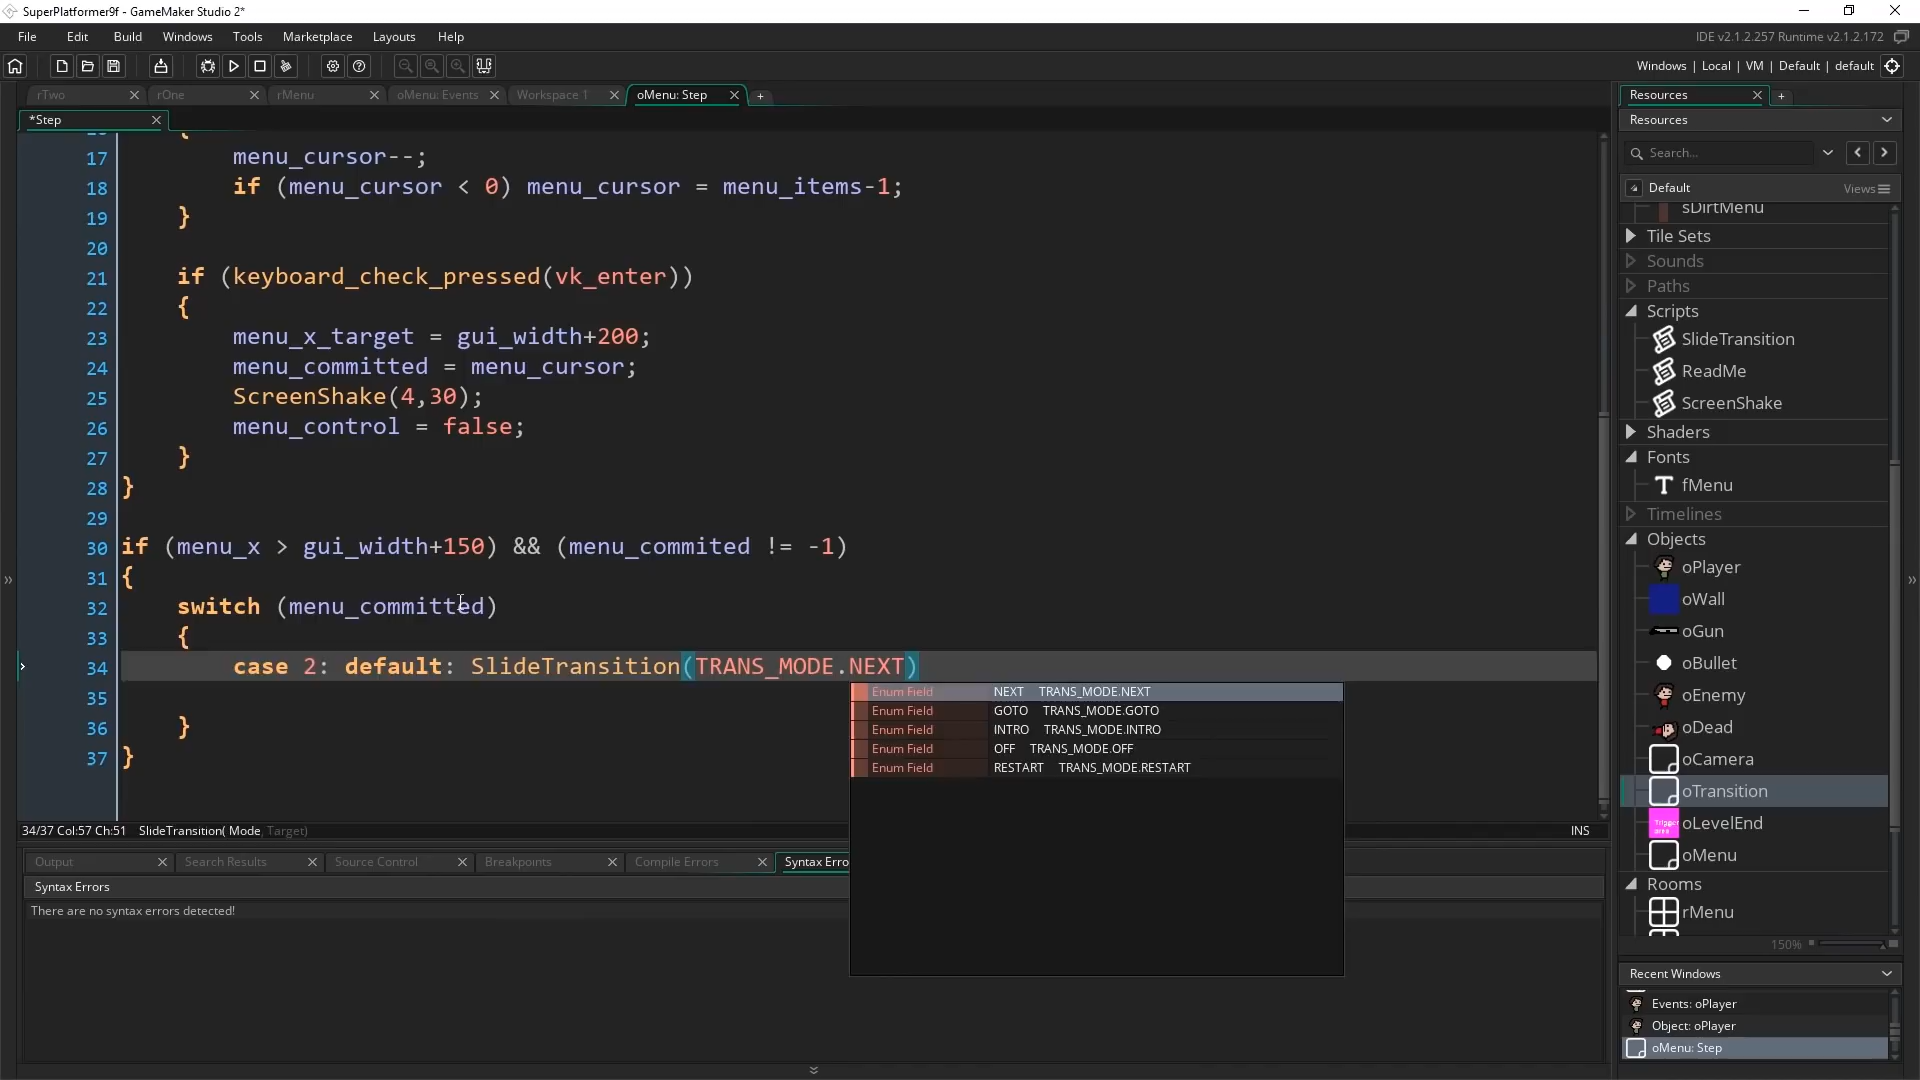 SuperPlatformer9f - GameMaker Studio 2*
File Edit Build Windows Tools Marketplace Layouts Help
IDE v2.1.2.257 Runtime v2.1.2.172
Windows | Local | VM | Default | default
rTwo rOne rMenu oMenu: Events Workspace 1 oMenu: Step
*Step
17 menu_cursor--;
18 if (menu_cursor < 0) menu_cursor = menu_items-1;
19 }
20
21 if (keyboard_check_pressed(vk_enter))
22 {
23 menu_x_target = gui_width+200;
24 menu_committed = menu_cursor;
25 ScreenShake(4,30);
26 menu_control = false;
27 }
28 }
29
30 if (menu_x > gui_width+150) && (menu_commited != -1)
31 {
32 switch (menu_committed)
33 {
34 case 2: default: SlideTransition(TRANS_MODE.NEXT)
35
36 }
37 }
Enum Field NEXT TRANS_MODE.NEXT
Enum Field GOTO TRANS_MODE.GOTO
Enum Field INTRO TRANS_MODE.INTRO
Enum Field OFF TRANS_MODE.OFF
Enum Field RESTART TRANS_MODE.RESTART
34/37 Col:57 Ch:51 SlideTransition( Mode, Target)
INS
Output Search Results Source Control Breakpoints Compile Errors Syntax Erro
Syntax Errors
There are no syntax errors detected!
Resources
Resources
Search...
Default Views
sDirtMenu
Tile Sets
Sounds
Paths
Scripts
SlideTransition
ReadMe
ScreenShake
Shaders
Fonts
fMenu
Timelines
Objects
oPlayer
oWall
oGun
oBullet
oEnemy
oDead
oCamera
oTransition
oLevelEnd
oMenu
Rooms
rMenu
150%
Recent Windows
Events: oPlayer
Object: oPlayer
oMenu: Step